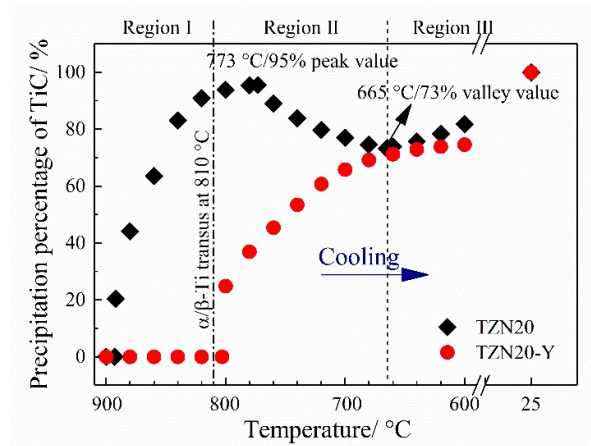 Region I Region II Region III
773 °C/95% peak value
665 °C/73% valley value
Precipitation percentage of TiC/ %
100
80
60
40
20
0
α/β-Ti transus at 810 °C
Cooling
TZN20
TZN20-Y
900 800 700 600 25
Temperature/ °C